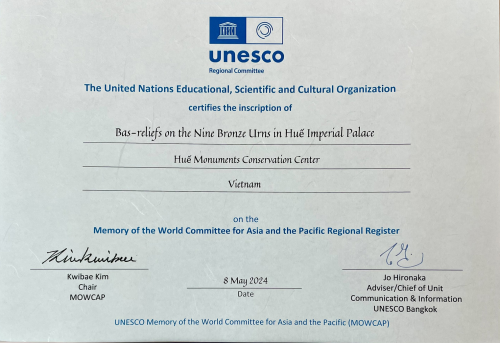 unesco
Regional Committee
The United Nations Educational, Scientific and Cultural Organization
certifies the inscription of
Bas-reliefs on the Nine Bronze Urns in Huế Imperial Palace
Huế Monuments Conservation Center
Vietnam
on the
Memory of the World Committee for Asia and the Pacific Regional Register
Kwibae Kim
Chair
MOWCAP
8 May 2024
Date
Jo Hironaka
Adviser/Chief of Unit
Communication & Information
UNESCO Bangkok
UNESCO Memory of the World Committee for Asia and the Pacific (MOWCAP)